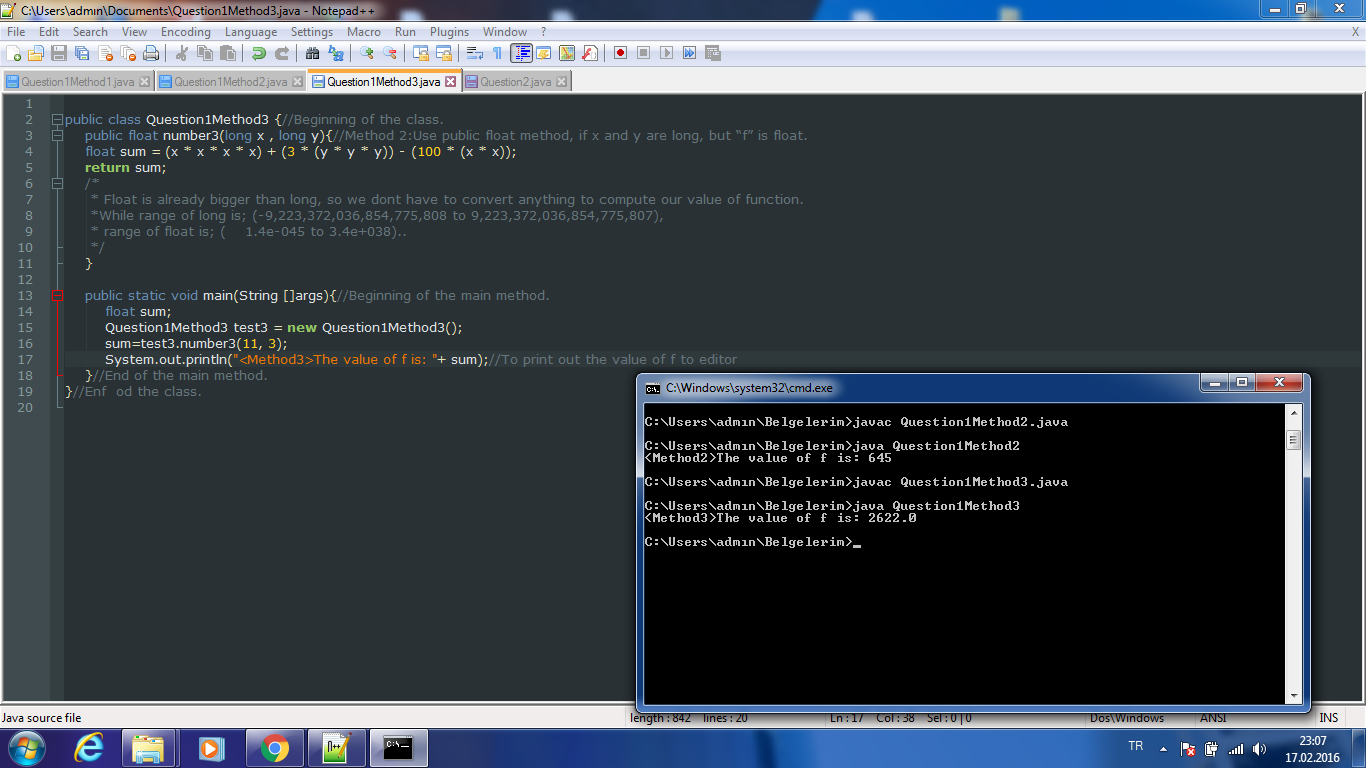 C:\Users\admın\Documents\Question1Method3.java - Notepad++
File Edit Search View Encoding Language Settings Macro Run Plugins Window ? X
Question1Method1.java Question1Method2.java Question1Method3.java Question2.java
1
2 public class Question1Method3 {//Beginning of the class.
3 public float number3(long x , long y){//Method 2:Use public float method, if x and y are long, but “f” is float.
4 float sum = (x * x * x * x) + (3 * (y * y * y)) - (100 * (x * x));
5 return sum;
6 /*
7 * Float is already bigger than long, so we dont have to convert anything to compute our value of function.
8 *While range of long is; (-9,223,372,036,854,775,808 to 9,223,372,036,854,775,807),
9 * range of float is; ( 1.4e-045 to 3.4e+038)..
10 */
11 }
12
13 public static void main(String []args){//Beginning of the main method.
14 float sum;
15 Question1Method3 test3 = new Question1Method3();
16 sum=test3.number3(11, 3);
17 System.out.println("<Method3>The value of f is: "+ sum);//To print out the value of f to editor
18 }//End of the main method.
19 }//Enf od the class.
20
C:\Windows\system32\cmd.exe
C:\Users\admın\Belgelerim>javac Question1Method2.java
C:\Users\admın\Belgelerim>java Question1Method2
<Method2>The value of f is: 645
C:\Users\admın\Belgelerim>javac Question1Method3.java
C:\Users\admın\Belgelerim>java Question1Method3
<Method3>The value of f is: 2622.0
C:\Users\admın\Belgelerim>_
Java source file length : 842 lines : 20 Ln : 17 Col : 38 Sel : 0 | 0 Dos\Windows ANSI INS
TR 23:07
17.02.2016